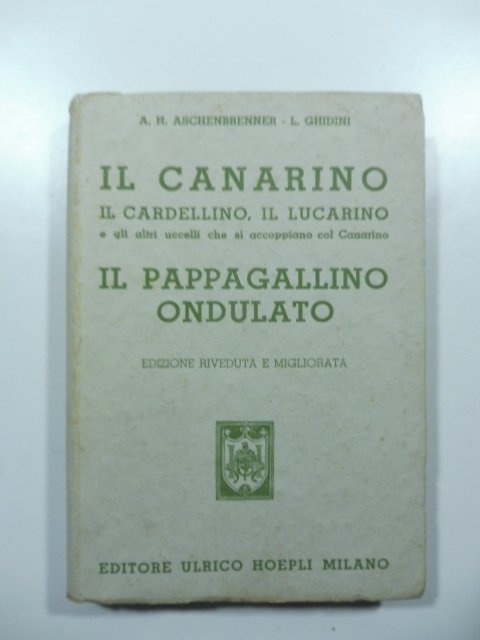 A. H. ASCHENBRENNER - L. GHIDINI
IL CANARINO
IL CARDELLINO, IL LUCARINO
e gli altri uccelli che si accoppiano col Canarino
IL PAPPAGALLINO
ONDULATO
EDIZIONE RIVEDUTA E MIGLIORATA
EDITORE ULRICO HOEPLI MILANO